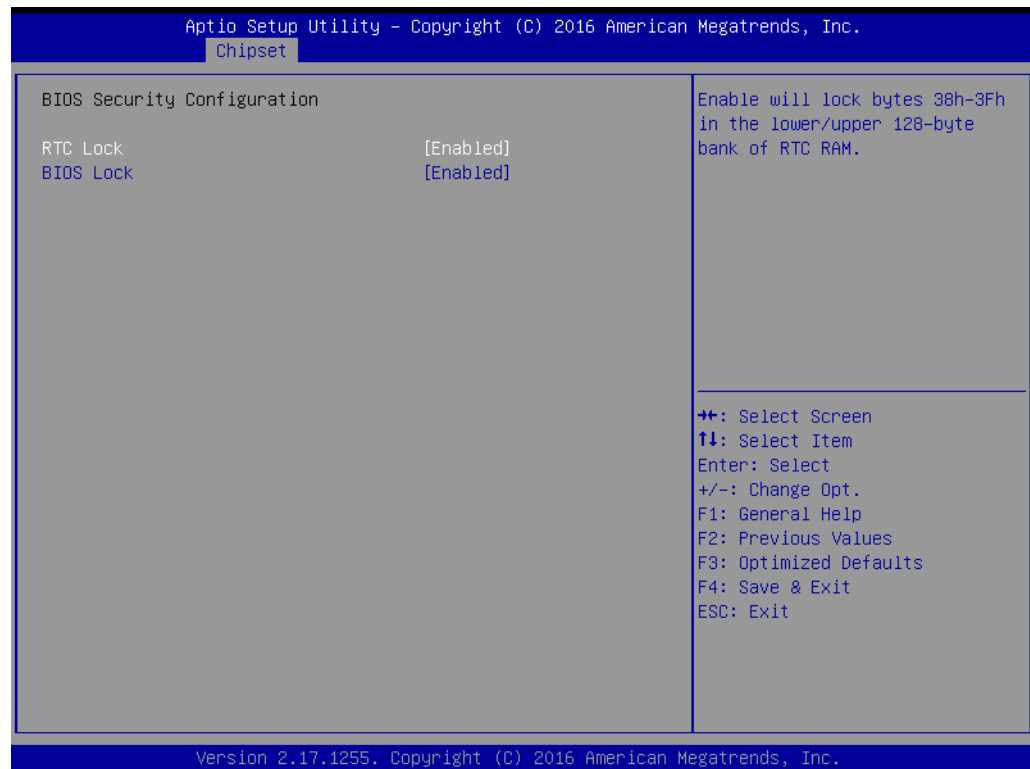 Aptio Setup Utility – Copyright (C) 2016 American Megatrends, Inc.
Chipset
BIOS Security Configuration
RTC Lock [Enabled]
BIOS Lock [Enabled]
Enable will lock bytes 38h-3Fh
in the lower/upper 128-byte
bank of RTC RAM.
→←: Select Screen
↑↓: Select Item
Enter: Select
+/-: Change Opt.
F1: General Help
F2: Previous Values
F3: Optimized Defaults
F4: Save & Exit
ESC: Exit
Version 2.17.1255. Copyright (C) 2016 American Megatrends, Inc.